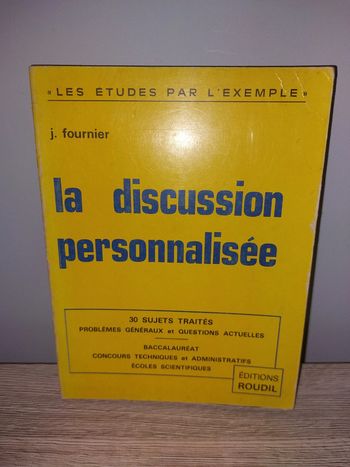 « LES ÉTUDES PAR L'EXEMPLE »
j. fournier
la discussion
personnalisée
30 SUJETS TRAITÉS
PROBLÈMES GÉNÉRAUX et QUESTIONS ACTUELLES
BACCALAURÉAT
CONCOURS TECHNIQUES et ADMINISTRATIFS
ÉCOLES SCIENTIFIQUES
ÉDITIONS
ROUDIL